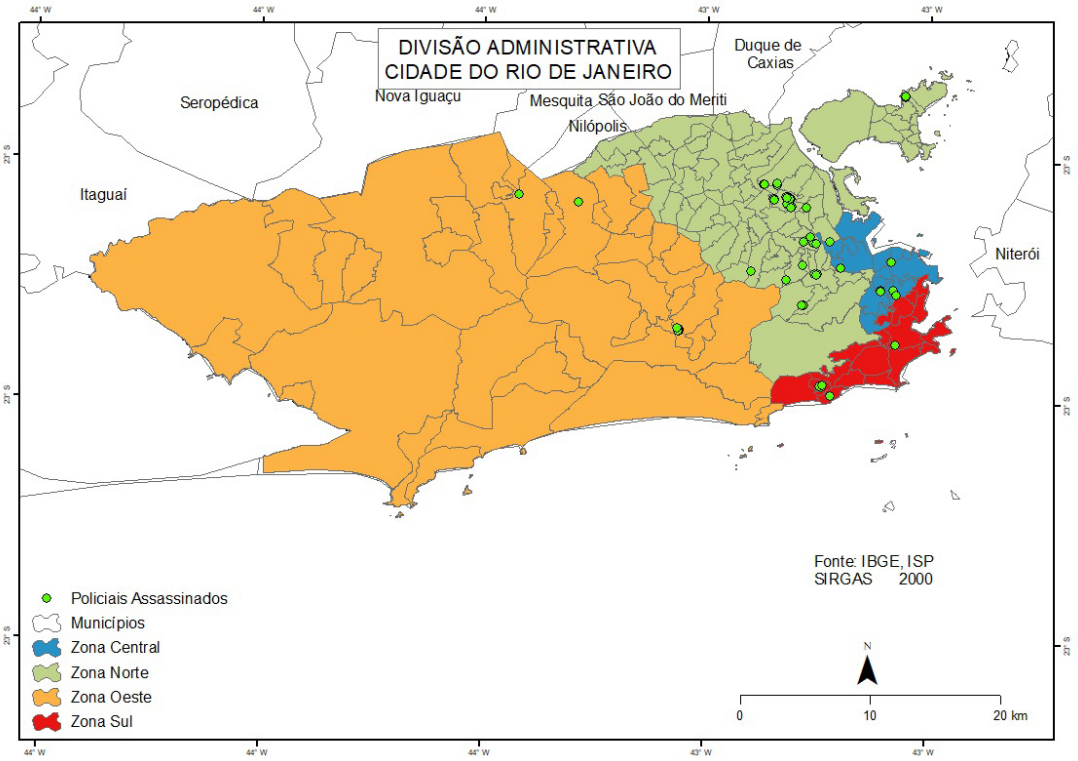 44° W 44° W 44° W 43° W 43° W
DIVISÃO ADMINISTRATIVA
CIDADE DO RIO DE JANEIRO
Duque de
Caxias
Seropédica
Nova Iguaçu
Mesquita São João do Meriti
Nilópolis
23° S 23° S
Itaguaí
Niterói
23° S 23° S
Fonte: IBGE, ISP
SIRGAS 2000
Policiais Assassinados
Municípios
23° S 23° S
Zona Central
N
Zona Norte
Zona Oeste
Zona Sul
0 10 20 km
44° W 44° W 44° W 43° W 43° W